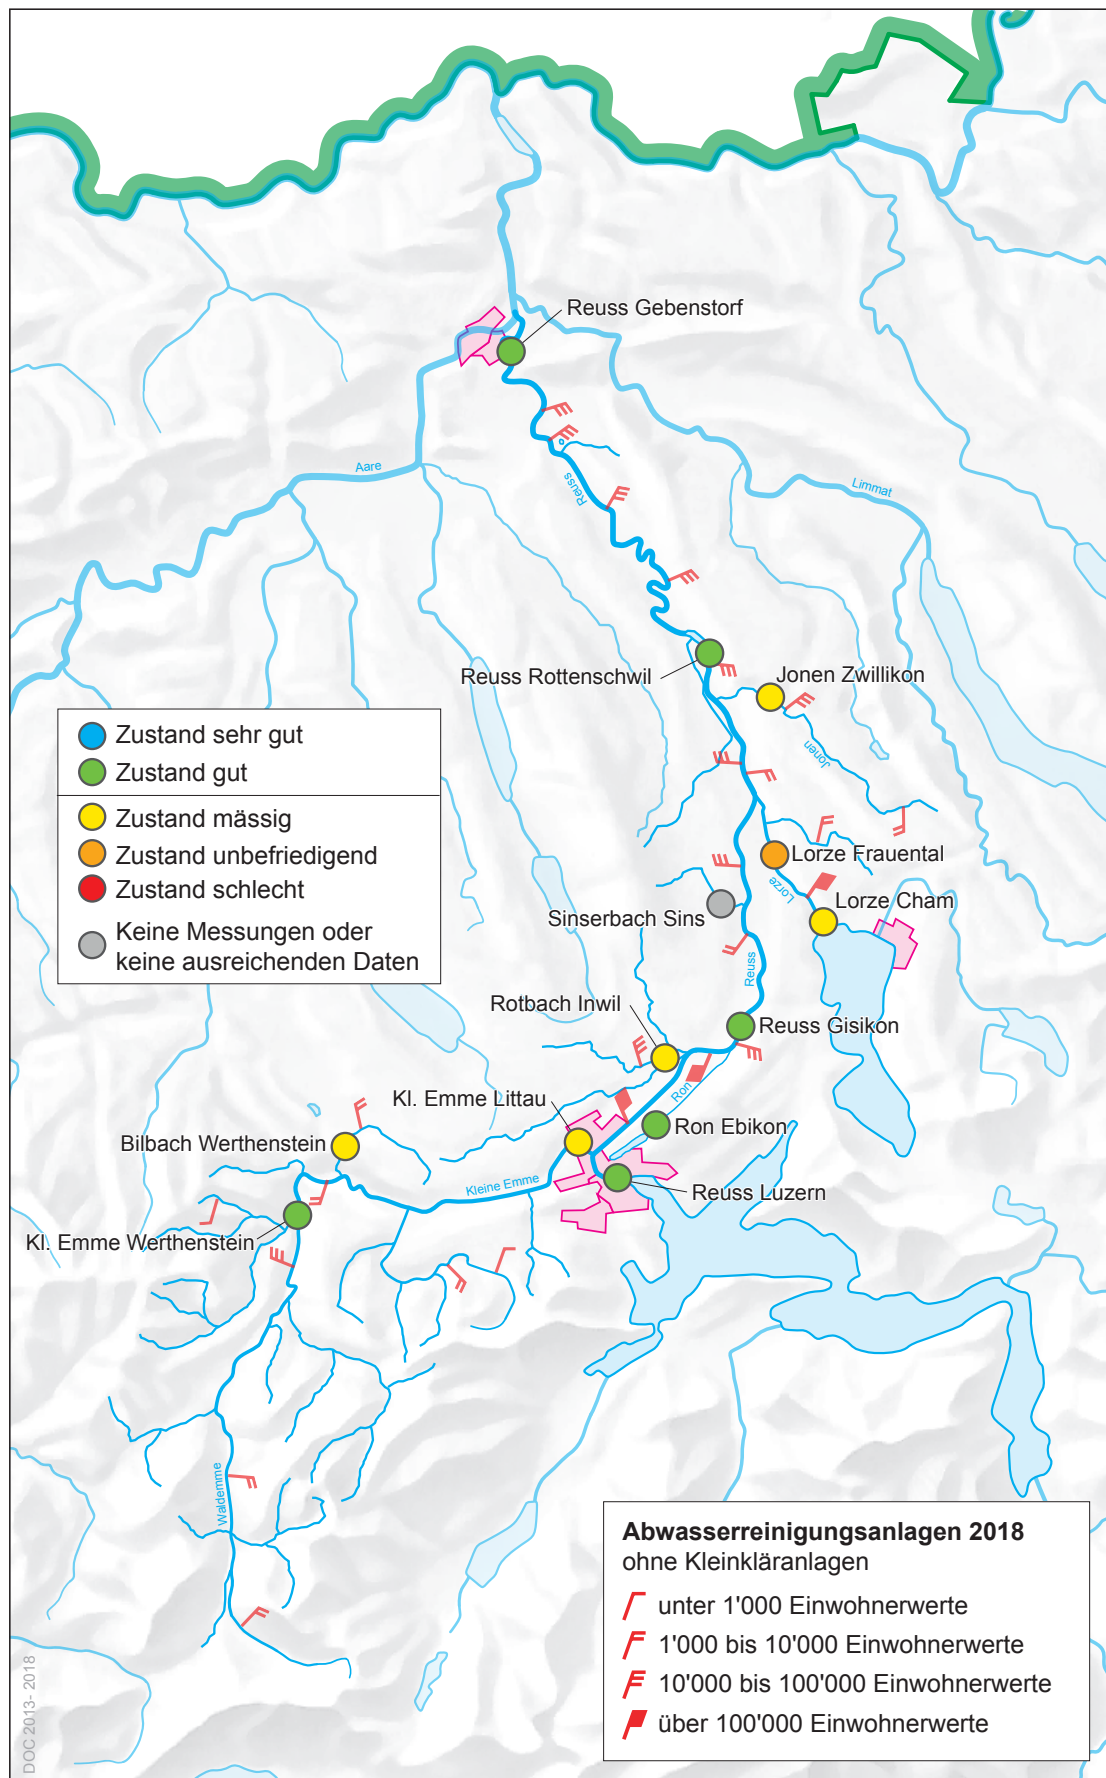 Reuss Gebenstorf
Aare
Reuss
Limmat
Reuss Rottenschwil
Jonen Zwillikon
Jonen
Zustand sehr gut
Zustand gut
Zustand mässig
Zustand unbefriedigend
Zustand schlecht
Keine Messungen oder
keine ausreichenden Daten
Lorze Frauental
Lorze
Lorze Cham
Sinserbach Sins
Reuss
Rotbach Inwil
Reuss Gisikon
Ron
Kl. Emme Littau
Ron Ebikon
Bilbach Werthenstein
Kleine Emme
Reuss Luzern
Kl. Emme Werthenstein
Waldemme
Abwasserreinigungsanlagen 2018
ohne Kleinkläranlagen
unter 1'000 Einwohnerwerte
1'000 bis 10'000 Einwohnerwerte
10'000 bis 100'000 Einwohnerwerte
über 100'000 Einwohnerwerte
DOC 2013- 2018